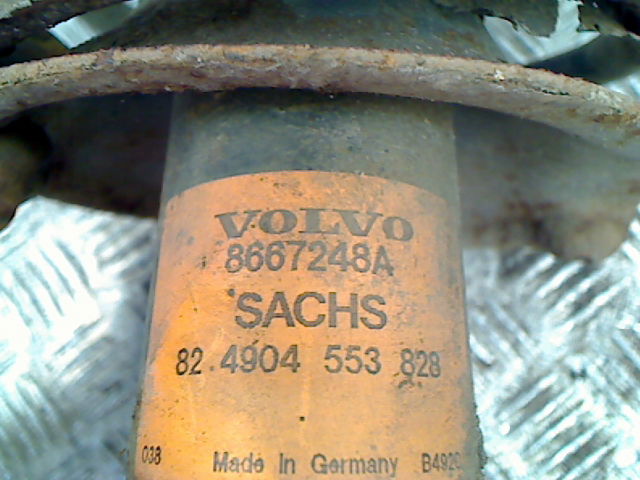 VOLVO
8667248A
SACHS
82 4904 553 828
038 Made In Germany